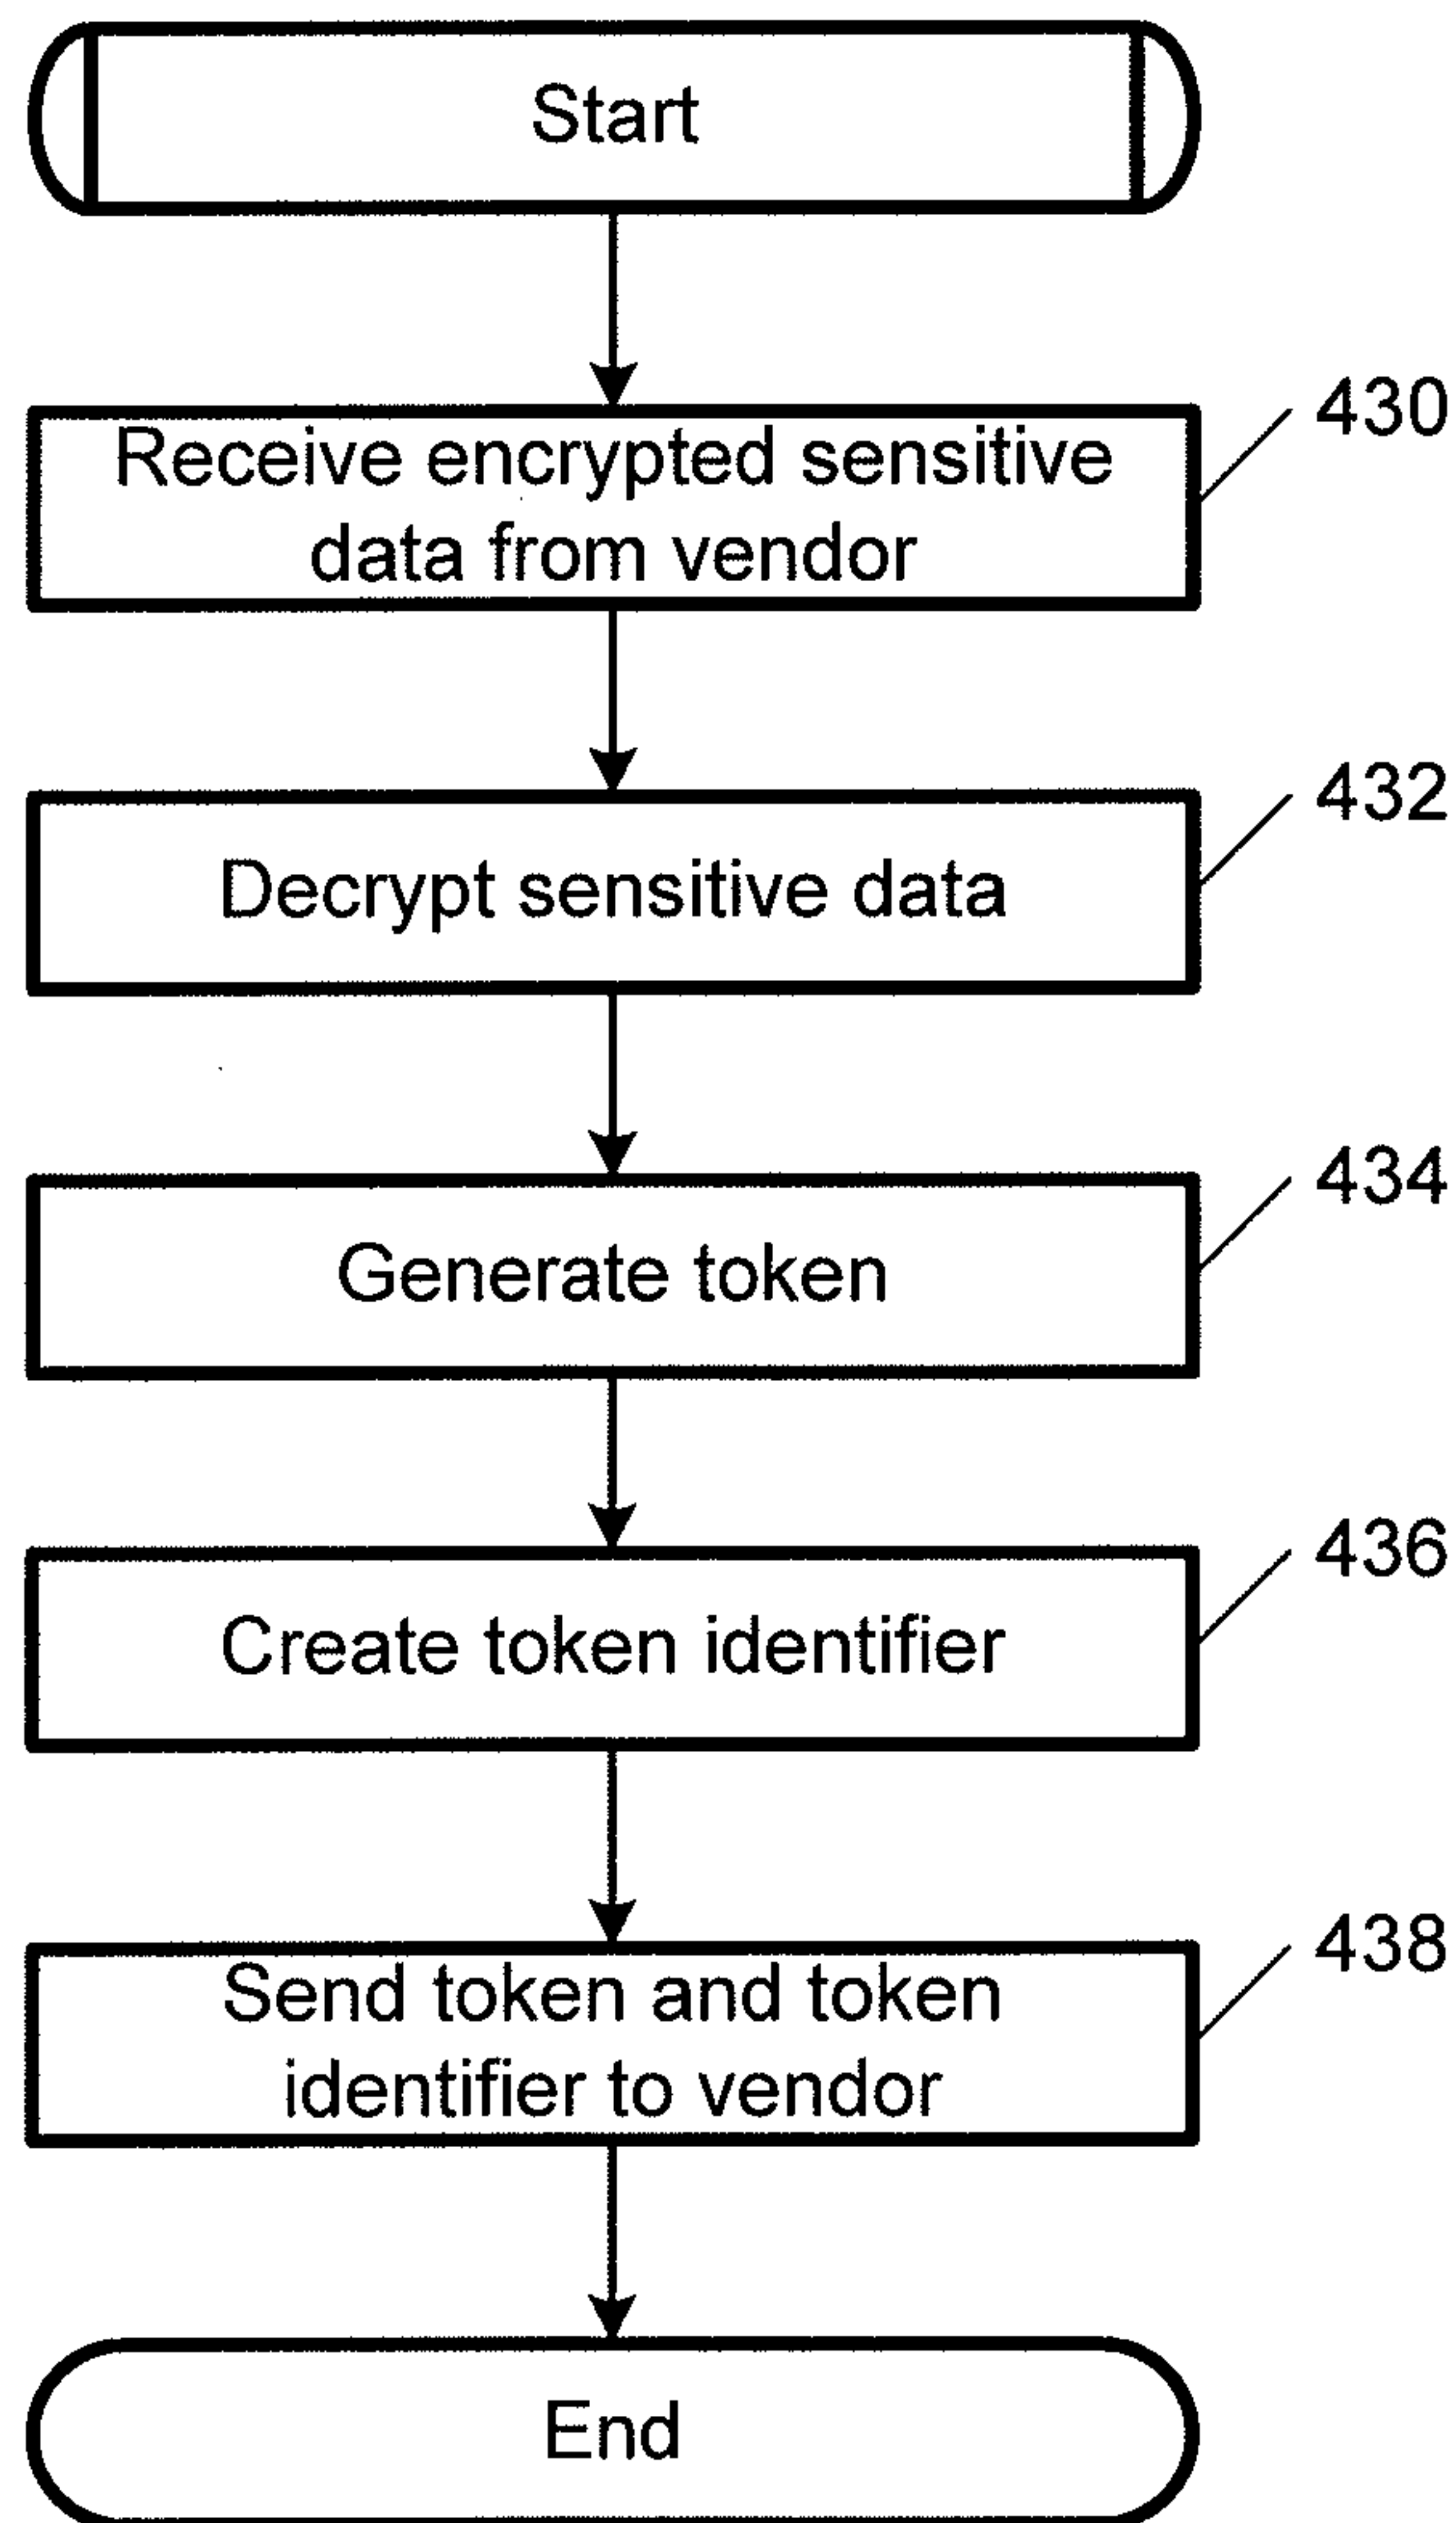 Start
430
Receive encrypted sensitive
data from vendor
432
Decrypt sensitive data
434
Generate token
436
Create token identifier
438
Send token and token
identifier to vendor
End